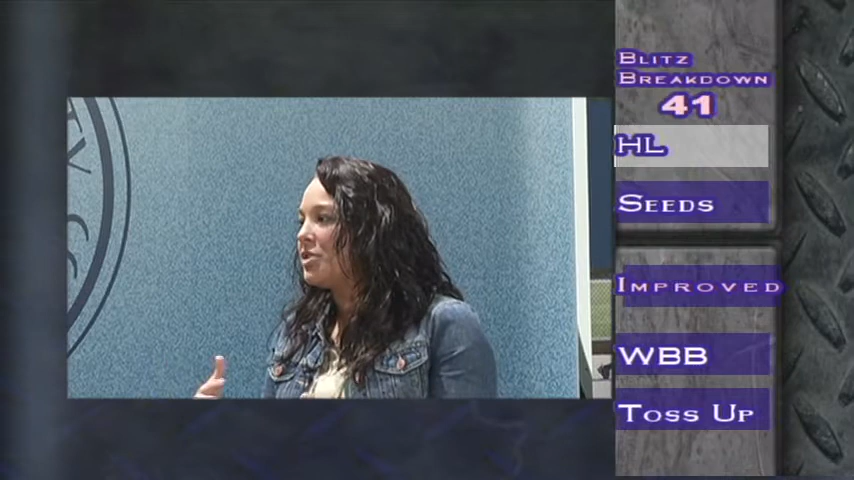 BLITZ
BREAKDOWN
41
HL
SEEDS
IMPROVED
WBB
TOSS UP